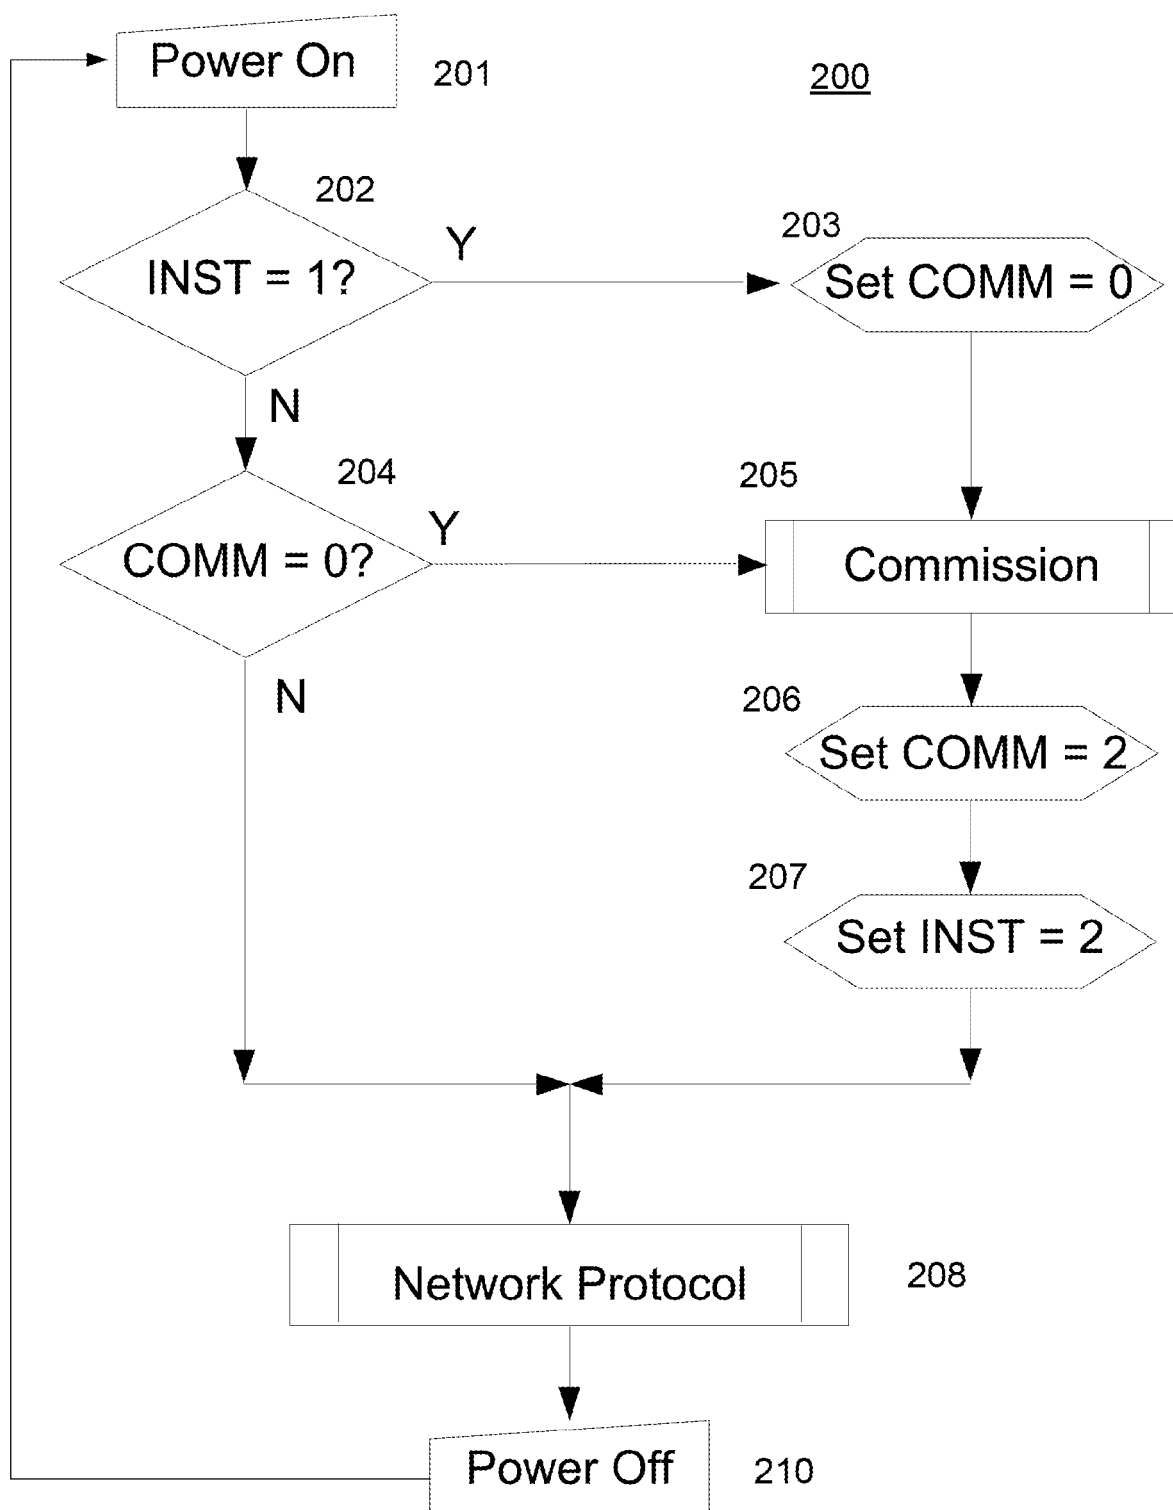 Power On
201
200
202
INST = 1?
Y
203
Set COMM = 0
N
204
COMM = 0?
Y
205
Commission
N
206
Set COMM = 2
207
Set INST = 2
Network Protocol
208
Power Off
210